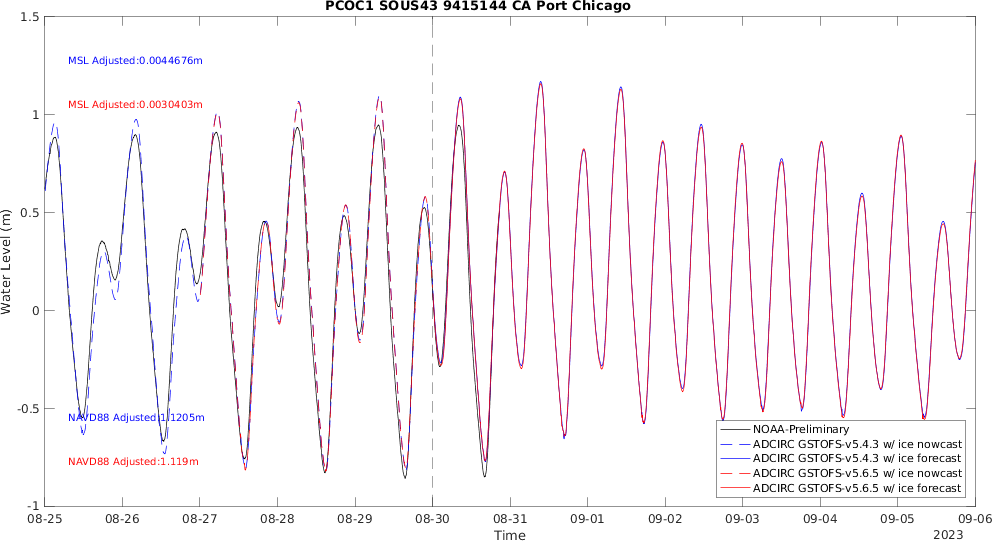 PCOC1 SOUS43 9415144 CA Port Chicago
1.5
MSL Adjusted:0.0044676m
MSL Adjusted:0.0030403m
1
0.5
Water Level (m)
0
-0.5
NAVD88 Adjusted:1.1205m
NAVD88 Adjusted:1.119m
-1
NOAA-Preliminary
ADCIRC GSTOFS-v5.4.3 w/ ice nowcast
ADCIRC GSTOFS-v5.4.3 w/ ice forecast
ADCIRC GSTOFS-v5.6.5 w/ ice nowcast
ADCIRC GSTOFS-v5.6.5 w/ ice forecast
08-25 08-26 08-27 08-28 08-29 08-30 08-31 09-01 09-02 09-03 09-04 09-05 09-06
Time
2023